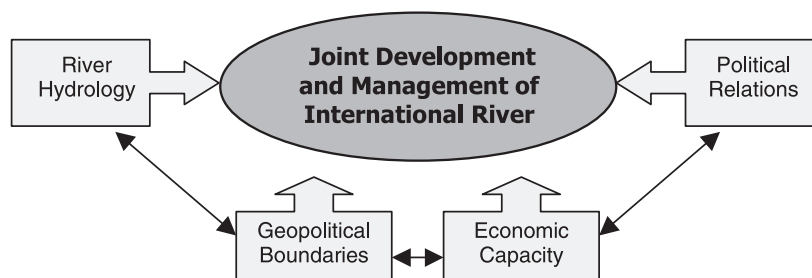 Joint Development
and Management of
International River
River
Hydrology
Political
Relations
Geopolitical
Boundaries
Economic
Capacity